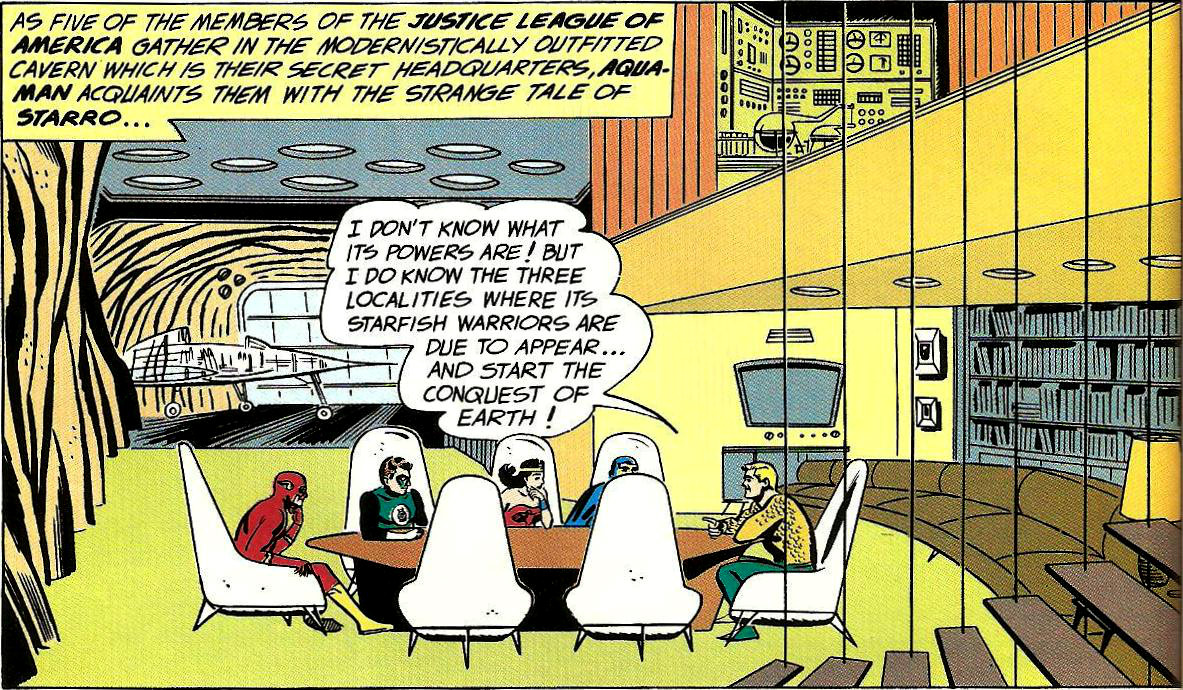 AS FIVE OF THE MEMBERS OF THE JUSTICE LEAGUE OF
AMERICA GATHER IN THE MODERNISTICALLY OUTFITTED
CAVERN WHICH IS THEIR SECRET HEADQUARTERS, AQUA-
MAN ACQUAINTS THEM WITH THE STRANGE TALE OF
STARRO...
I DON'T KNOW WHAT
ITS POWERS ARE! BUT
I DO KNOW THE THREE
LOCALITIES WHERE ITS
STARFISH WARRIORS ARE
DUE TO APPEAR...
AND START THE
CONQUEST OF
EARTH!